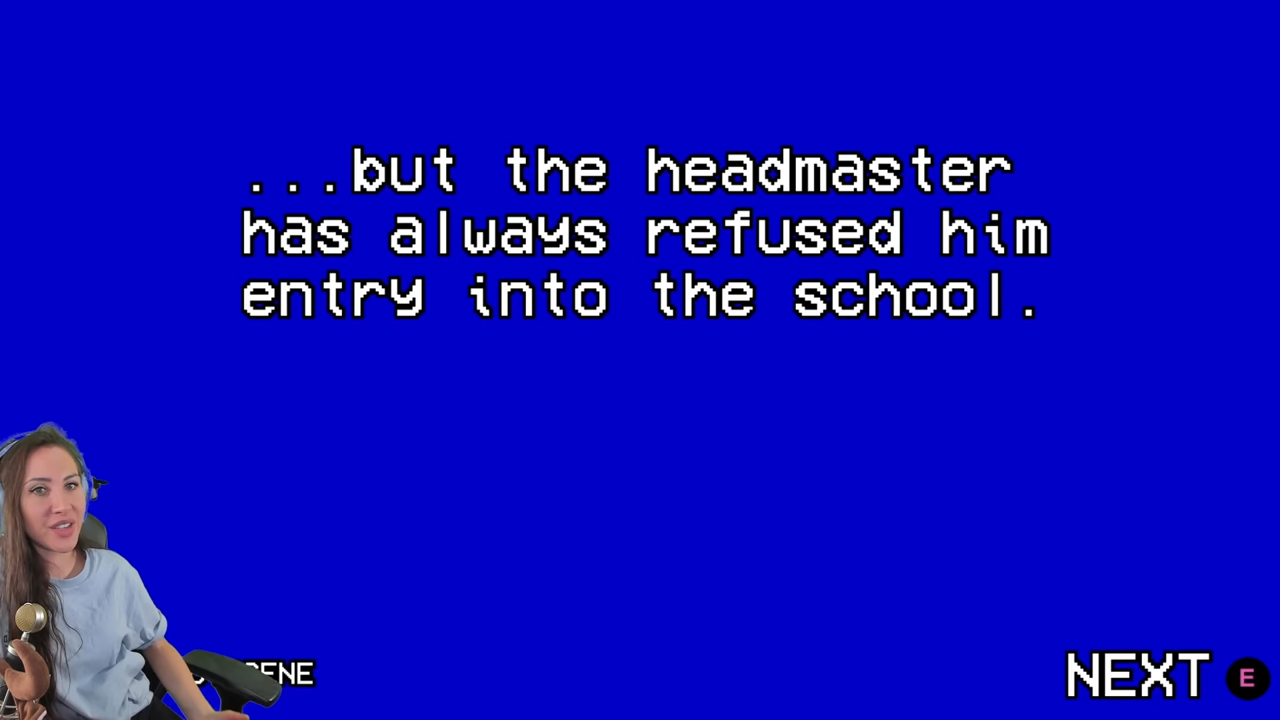 ...but the headmaster
has always refused him
entry into the school.
NEXT E